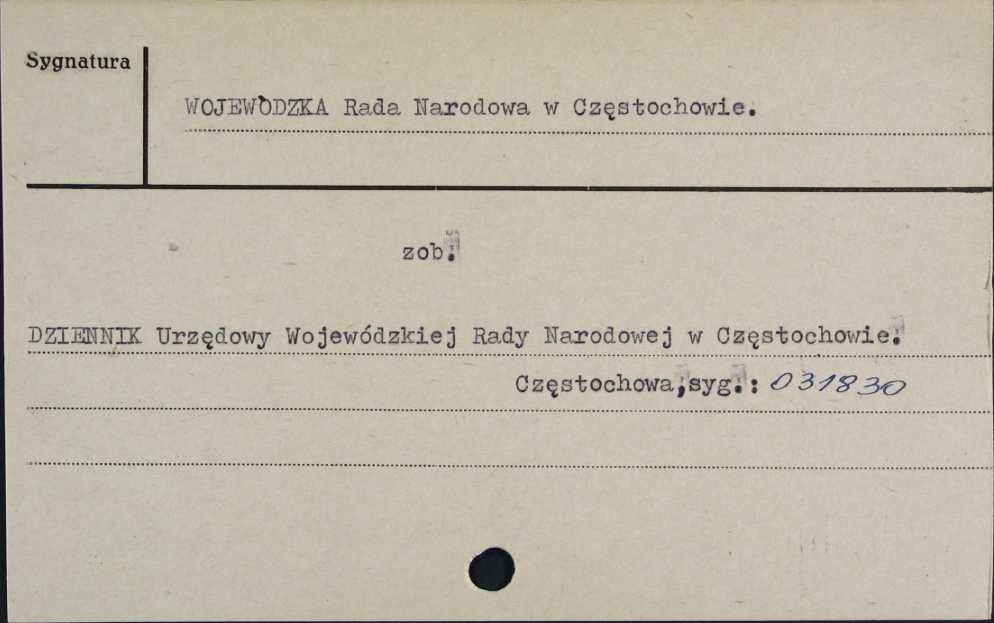 Sygnatura
WOJEWÓDZKA Rada Narodowa w Częstochowie.
zob.
DZIENNIK Urzędowy Wojewódzkiej Rady Narodowej w Częstochowie.
Częstochowa,syg.: 031830